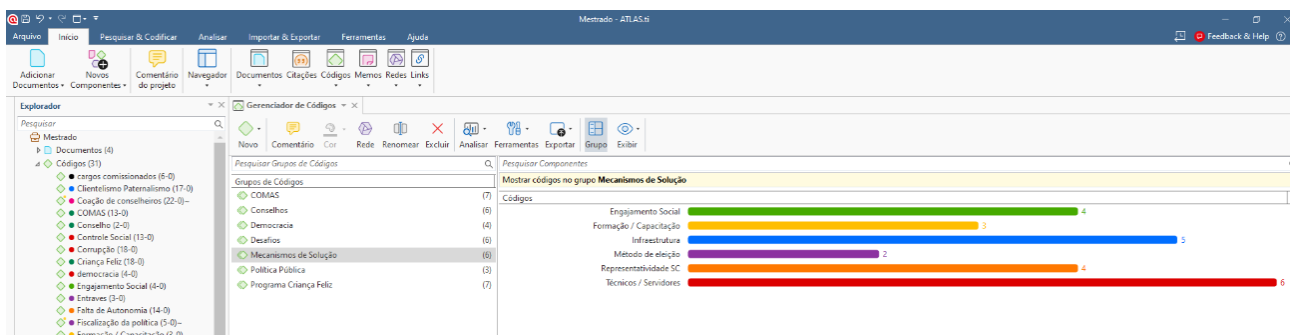 Mestrado - ATLAS.ti
Arquivo Início Pesquisar & Codificar Analisar Importar & Exportar Ferramentas Ajuda Feedback & Help
Adicionar Documentos Novos Componentes Comentário do projeto Navegador Documentos Citações Códigos Memos Redes Links
Explorador
Pesquisar
Mestrado
Documentos (4)
Códigos (31)
cargos comissionados (6-0)
Clientelismo Paternalismo (17-0)
Coação de conselheiros (22-0)~
COMAS (13-0)
Conselho (2-0)
Controle Social (13-0)
Corrupção (18-0)
Criança Feliz (18-0)
democracia (4-0)
Engajamento Social (4-0)
Entraves (3-0)
Falta de Autonomia (14-0)
Fiscalização da política (5-0)~
Formação / Capacitação (3-0)
Gerenciador de Códigos
Novo Comentário Cor Rede Renomear Excluir Analisar Ferramentas Exportar Grupo Exibir
Pesquisar Grupos de Códigos
Grupos de Códigos
COMAS (7)
Conselhos (6)
Democracia (4)
Desafios (6)
Mecanismos de Solução (6)
Política Pública (3)
Programa Criança Feliz (7)
Pesquisar Componentes
Mostrar códigos no grupo Mecanismos de Solução
Códigos
Engajamento Social 4
Formação / Capacitação 3
Infraestrutura 5
Método de eleição 2
Representatividade SC 4
Técnicos / Servidores 6